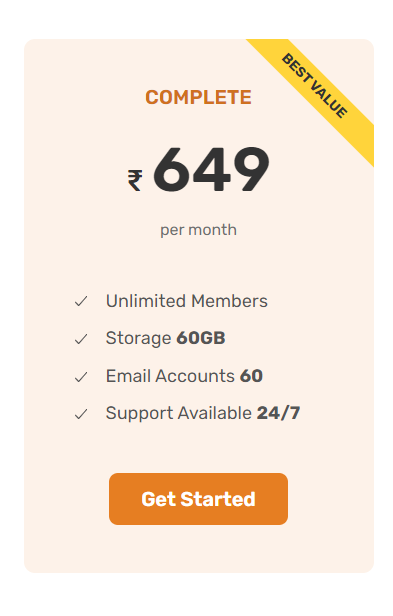 BEST VALUE
COMPLETE
₹ 649
per month
Unlimited Members
Storage 60GB
Email Accounts 60
Support Available 24/7
Get Started